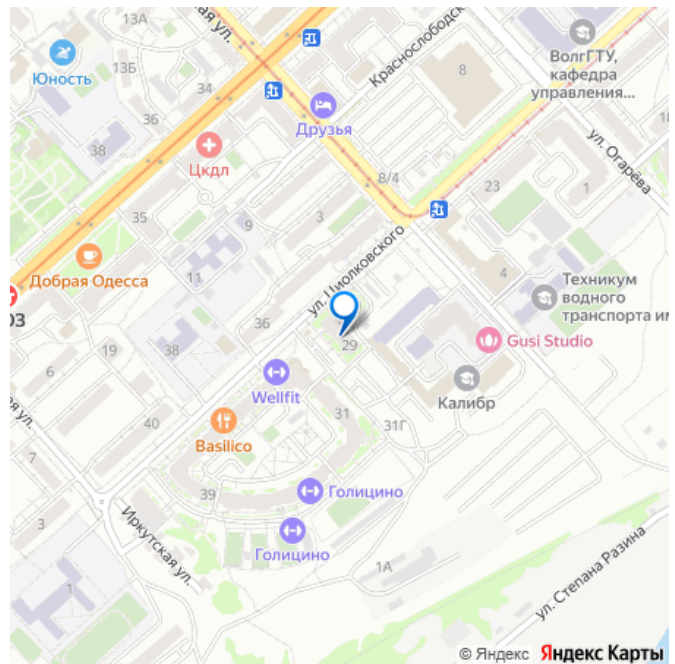 ская ул.
Юность
13Б
34
36
38
Краснослободск
8
ВолгГТУ,
кафедра
управления...
Друзья
Цкдл
8/4
ул. Огарёва
23
1
3
35
11
ул. Циолковского
Добрая Одесса
4
Техникум
водного
транспорта им
03
36
19
38
29
Gusi Studio
6
Wellfit
Калибр
31
31Г
40
Basilico
7
39
Голицино
3
Иркутская ул.
Голицино
1А
1
ул. Степана Разина
© Яндекс Яндекс Карты